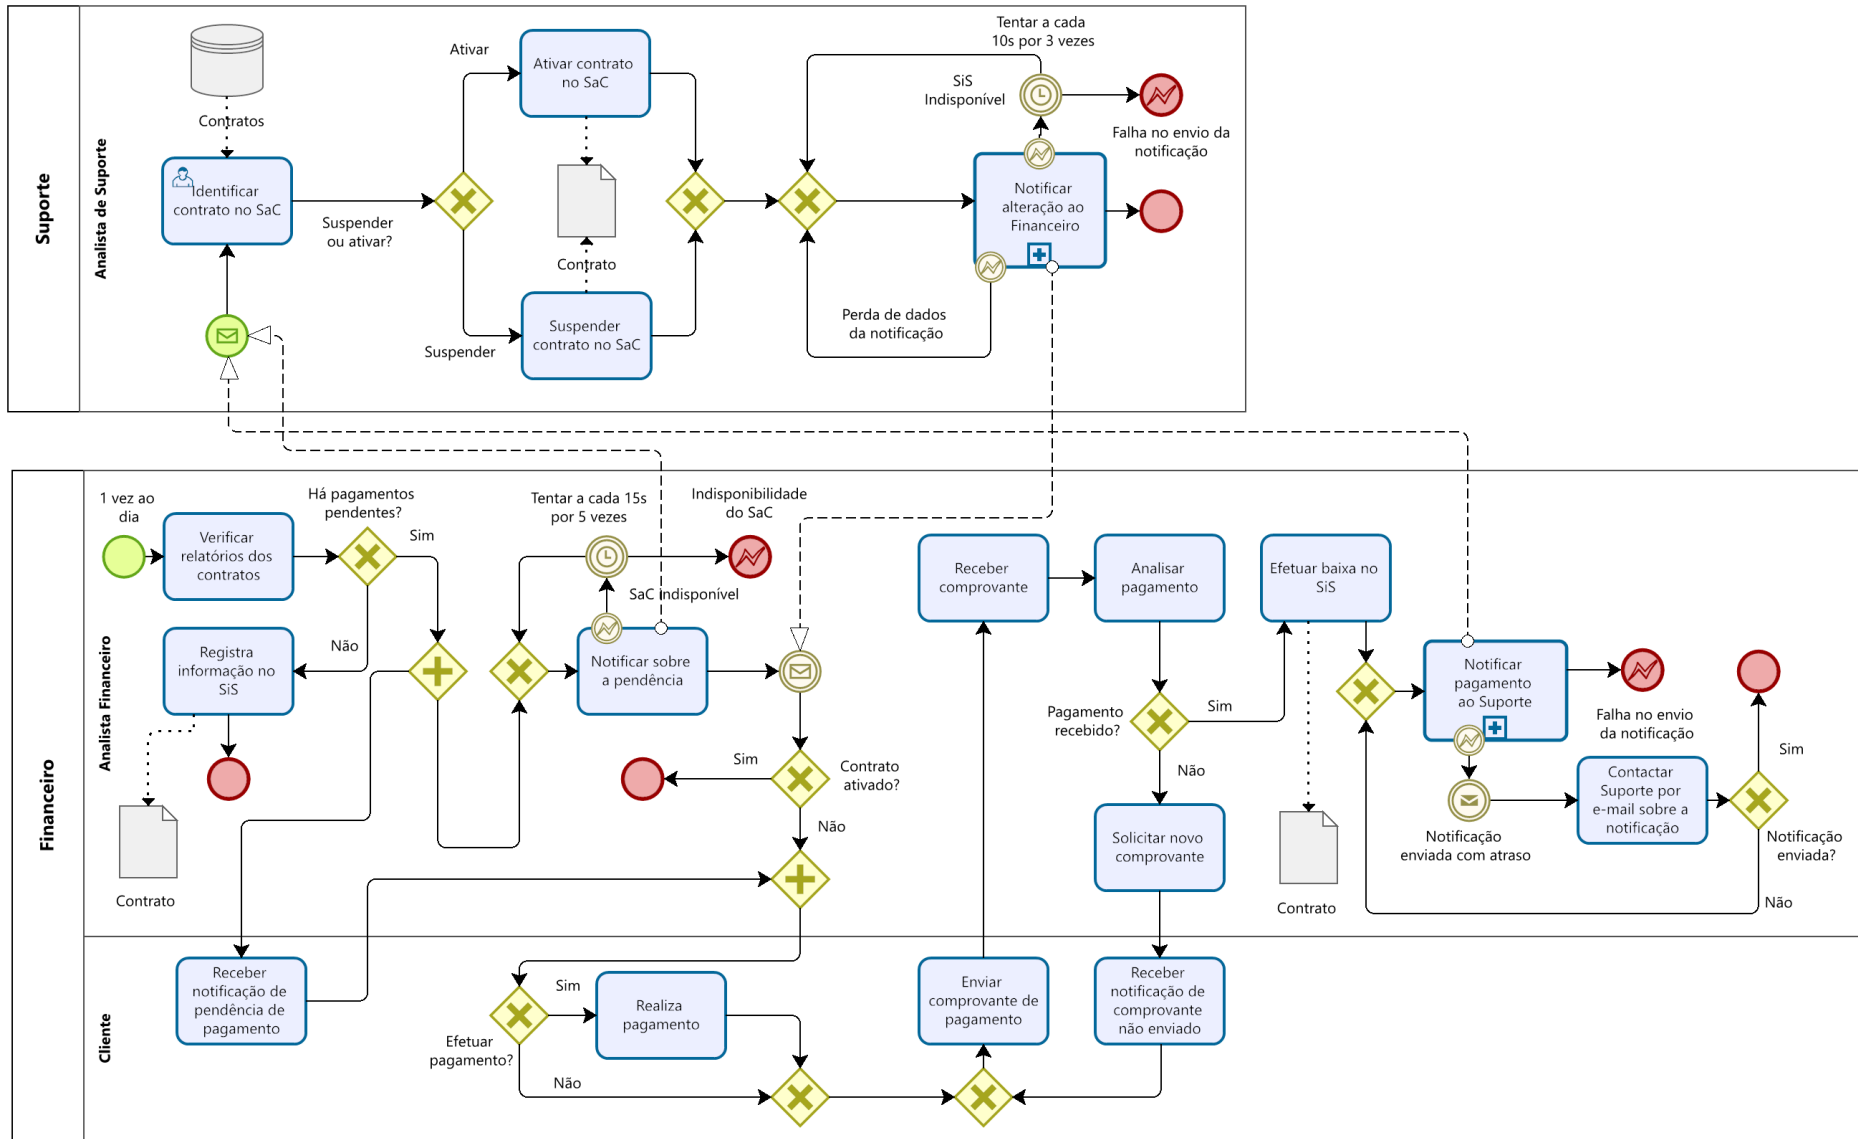 Suporte
Analista de Suporte
Contratos
Identificar
contrato no SaC
Suspender
ou ativar?
Ativar
Suspender
Ativar contrato
no SaC
Contrato
Suspender
contrato no SaC
Tentar a cada
10s por 3 vezes
SiS
Indisponível
Falha no envio da
notificação
Notificar
alteração ao
Financeiro
Perda de dados
da notificação
Financeiro
Analista Financeiro
1 vez ao
dia
Verificar
relatórios dos
contratos
Há pagamentos
pendentes?
Sim
Não
Registra
informação no
SiS
Contrato
Tentar a cada 15s
por 5 vezes
Indisponibilidade
do SaC
SaC indisponível
Notificar sobre
a pendência
Sim
Contrato
ativado?
Não
Receber
comprovante
Analisar
pagamento
Pagamento
recebido?
Sim
Não
Solicitar novo
comprovante
Efetuar baixa no
SiS
Contrato
Notificar
pagamento
ao Suporte
Falha no envio
da notificação
Notificação
enviada com atraso
Contactar
Suporte por
e-mail sobre a
notificação
Sim
Notificação
enviada?
Não
Cliente
Receber
notificação de
pendência de
pagamento
Efetuar
pagamento?
Sim
Não
Realiza
pagamento
Enviar
comprovante de
pagamento
Receber
notificação de
comprovante
não enviado